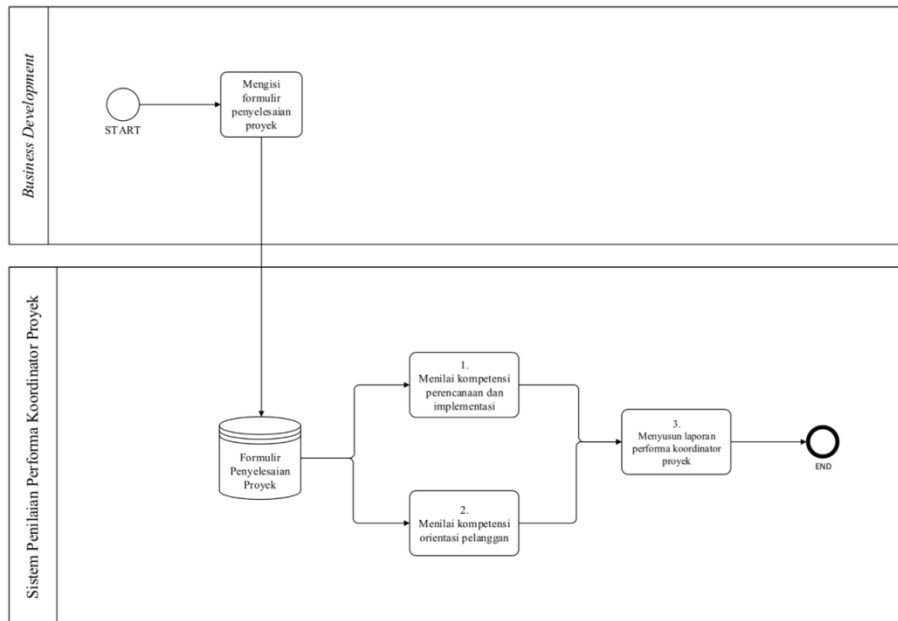 Business Development
START
Mengisi
formulir
penyelesaian
proyek
Sistem Penilaian Performa Koordinator Proyek
Formulir
Penyelesaian
Proyek
1.
Menilai kompetensi
perencanaan dan
implementasi
2.
Menilai kompetensi
orientasi pelanggan
3.
Menyusun laporan
performa koordinator
proyek
END